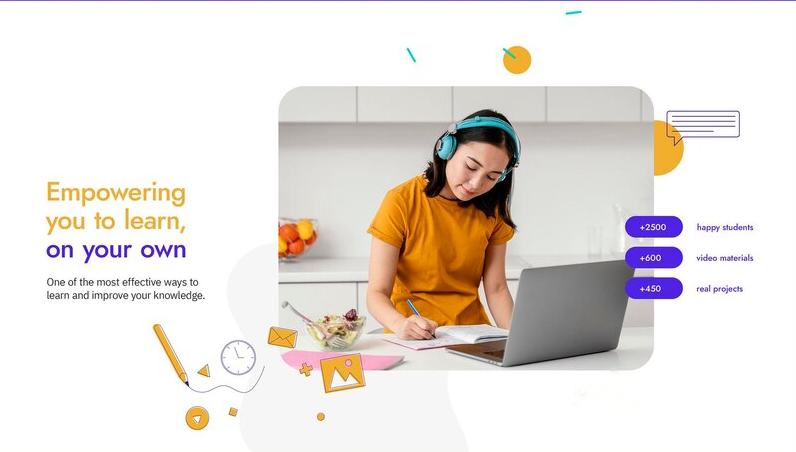 Empowering
you to learn,
on your own
One of the most effective ways to
learn and improve your knowledge.
+2500 happy students
+600 video materials
+450 real projects